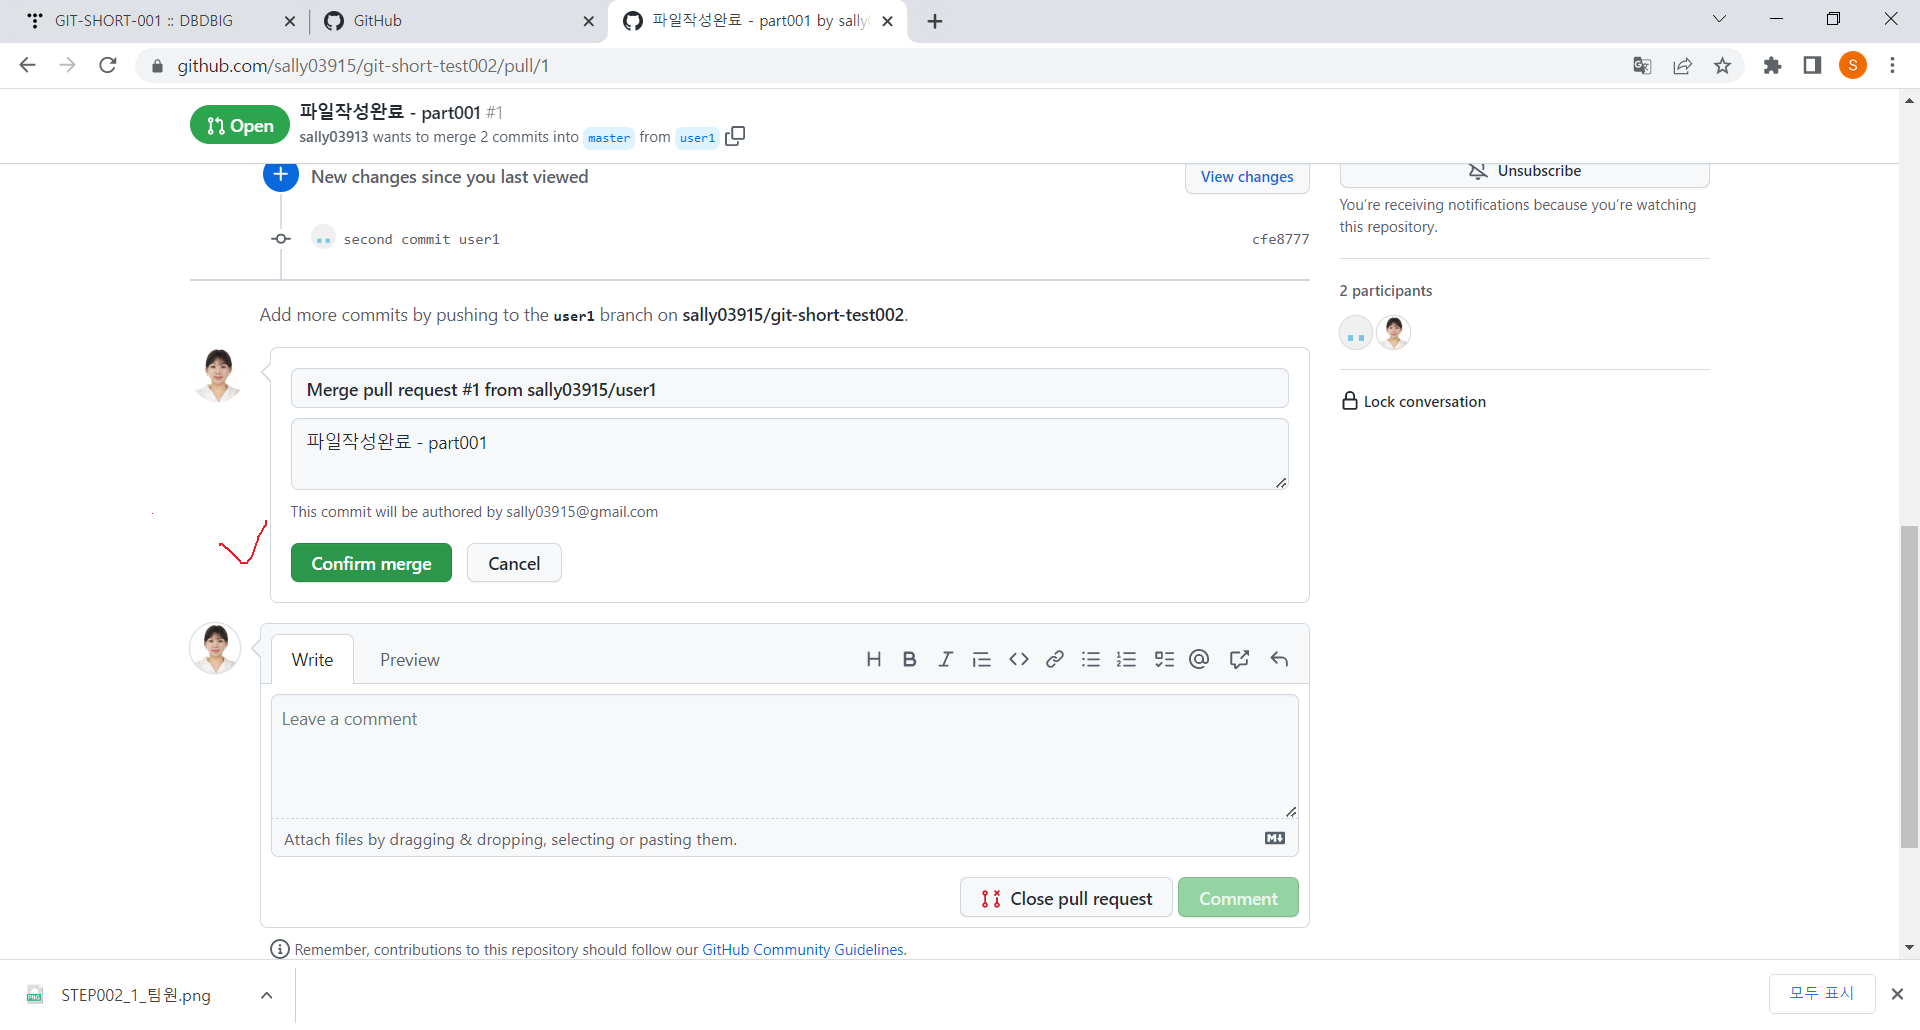 GIT-SHORT-001 :: DBDBIG
GitHub
파일작성완료 - part001 by sally0
github.com/sally03915/git-short-test002/pull/1
S
Open
파일작성완료 - part001 #1
sally03913 wants to merge 2 commits into master from user1
New changes since you last viewed
View changes
Unsubscribe
You're receiving notifications because you're watching
this repository.
second commit user1
cfe8777
2 participants
Add more commits by pushing to the user1 branch on sally03915/git-short-test002.
Merge pull request #1 from sally03915/user1
Lock conversation
파일작성완료 - part001
This commit will be authored by sally03915@gmail.com
Confirm merge
Cancel
Write
Preview
Leave a comment
Attach files by dragging & dropping, selecting or pasting them.
Close pull request
Comment
Remember, contributions to this repository should follow our GitHub Community Guidelines.
PNG
STEP002_1_팀원.png
모두 표시